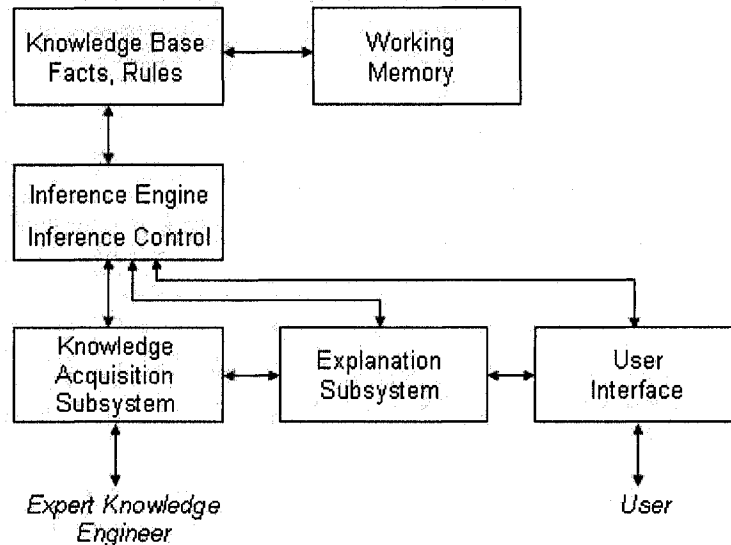 Knowledge Base
Facts, Rules
Working
Memory
Inference Engine
Inference Control
Knowledge
Acquisition
Subsystem
Explanation
Subsystem
User
Interface
Expert Knowledge
Engineer
User